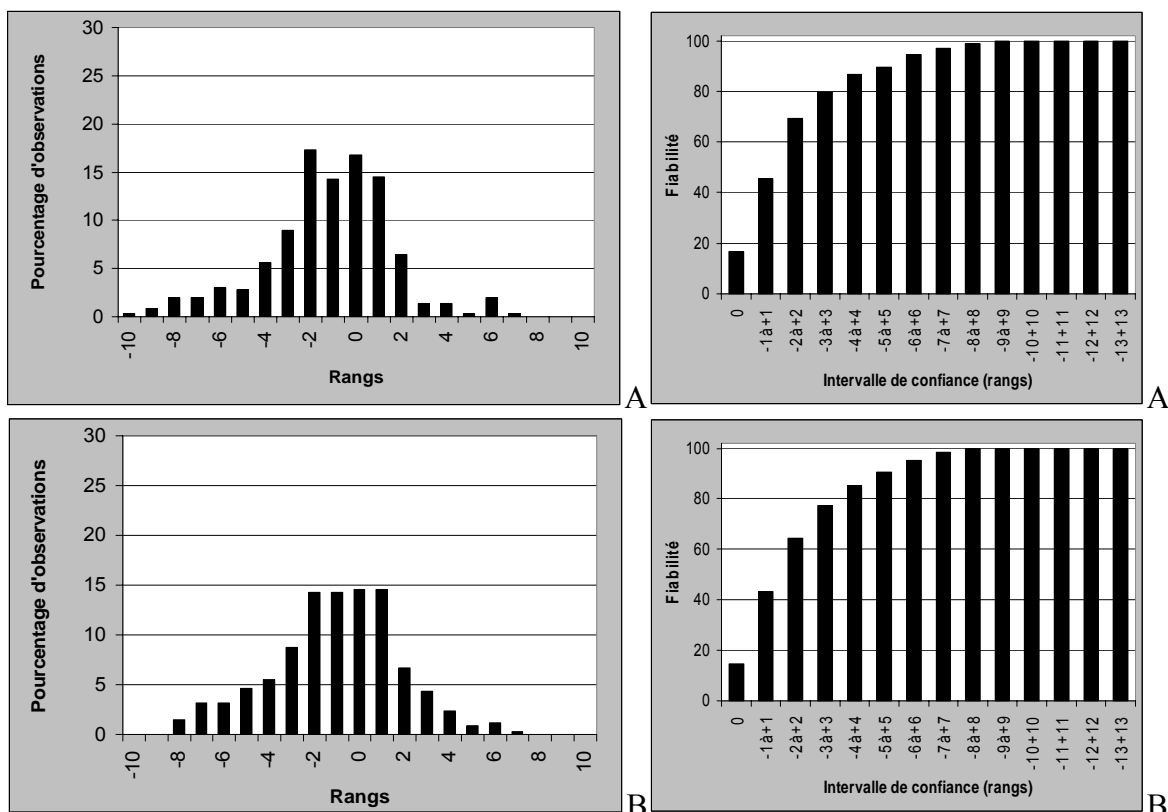 Pourcentage d'observations
30
25
20
15
10
5
0
-10
-8
-6
-4
-2
0
2
4
6
8
10
Rangs
A
Fiabilité
100
80
60
40
20
0
0
-1à+1
-2à+2
-3à+3
-4à+4
-5à+5
-6à+6
-7à+7
-8à+8
-9à+9
-10+10
-11+11
-12+12
-13+13
Intervalle de confiance (rangs)
A
Pourcentage d'observations
30
25
20
15
10
5
0
-10
-8
-6
-4
-2
0
2
4
6
8
10
Rangs
B
Fiabilité
100
80
60
40
20
0
0
-1à+1
-2à+2
-3à+3
-4à+4
-5à+5
-6à+6
-7à+7
-8à+8
-9à+9
-10+10
-11+11
-12+12
-13+13
Intervalle de confiance (rangs)
B